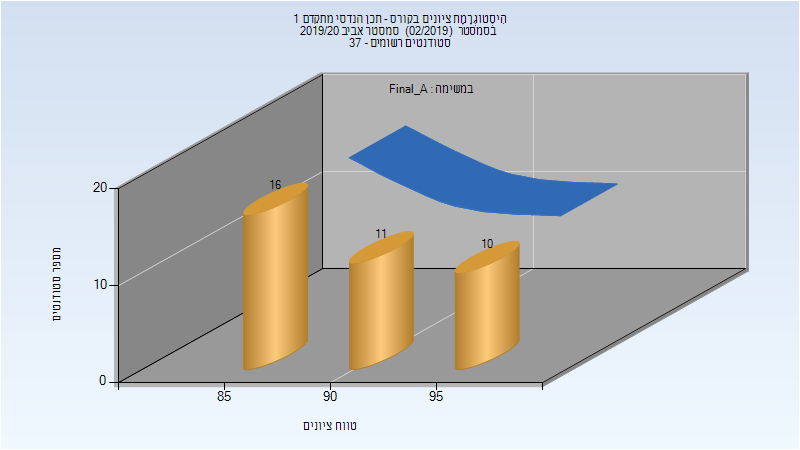 היסטוגרמת ציונים בקורס - תכן הנדסי מתקדם 1
בסמסטר (02/2019) סמסטר אביב 2019/20
סטודנטים רשומים - 37
במשימה : Final_A
16
11
10
20
10
0
85
90
95
מספר סטודנטים
טווח ציונים